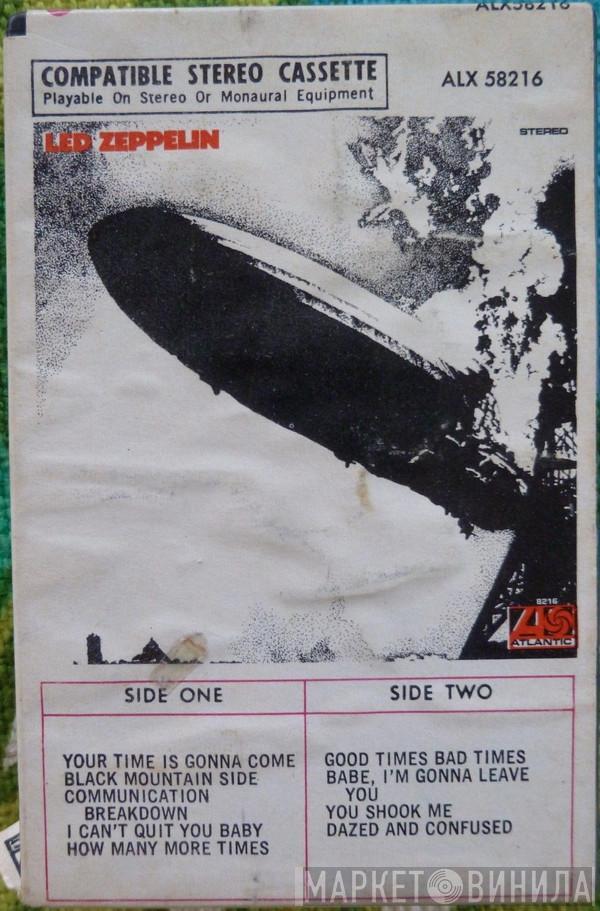 ALX58216
COMPATIBLE STEREO CASSETTE
Playable On Stereo Or Monaural Equipment
ALX 58216
LED ZEPPELIN
STEREO
8216
ATLANTIC
SIDE ONE
YOUR TIME IS GONNA COME
BLACK MOUNTAIN SIDE
COMMUNICATION
BREAKDOWN
I CAN'T QUIT YOU BABY
HOW MANY MORE TIMES
SIDE TWO
GOOD TIMES BAD TIMES
BABE, I'M GONNA LEAVE
YOU
YOU SHOOK ME
DAZED AND CONFUSED
МАРКЕТ ВИНИЛА